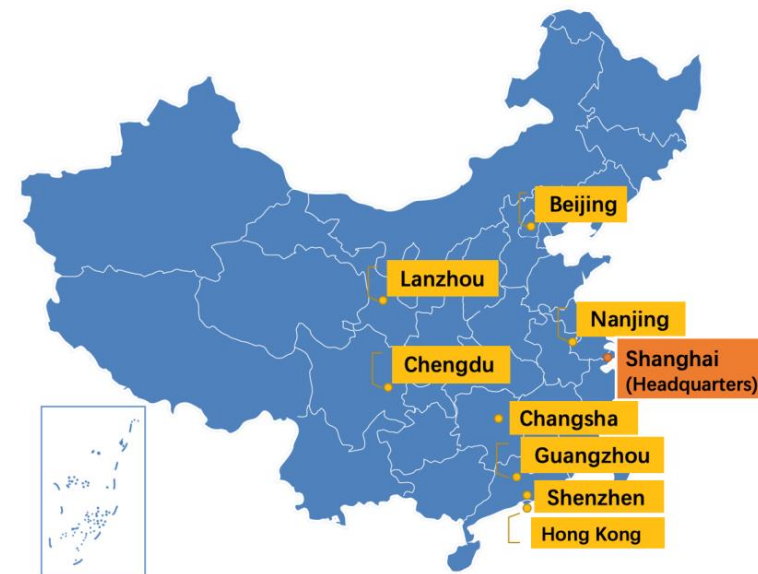 Beijing
Lanzhou
Nanjing
Shanghai
(Headquarters)
Chengdu
Changsha
Guangzhou
Shenzhen
Hong Kong